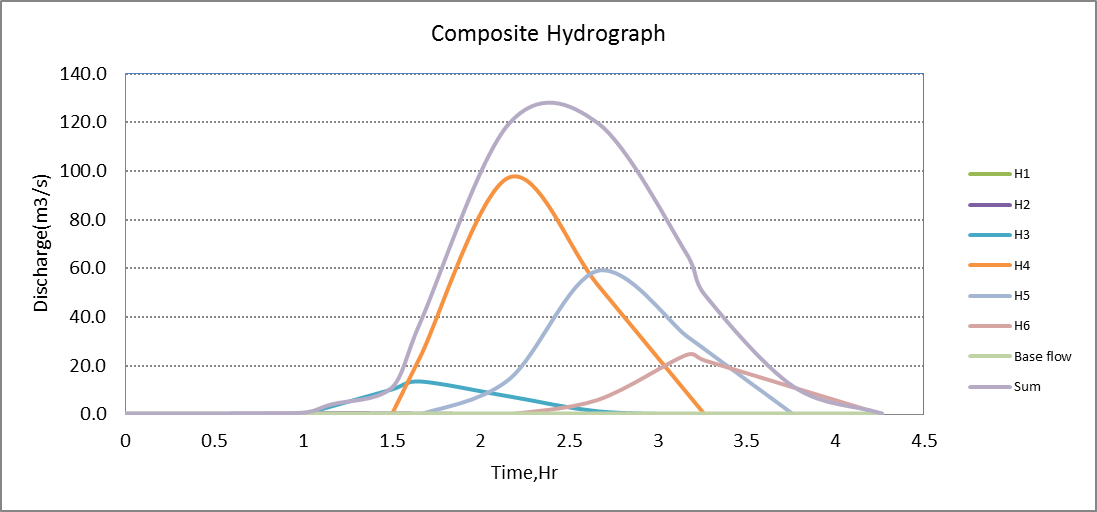 Composite Hydrograph
140.0
120.0
100.0
80.0
60.0
40.0
20.0
0.0
Discharge(m3/s)
0 0.5 1 1.5 2 2.5 3 3.5 4 4.5
Time,Hr
H1
H2
H3
H4
H5
H6
Base flow
Sum